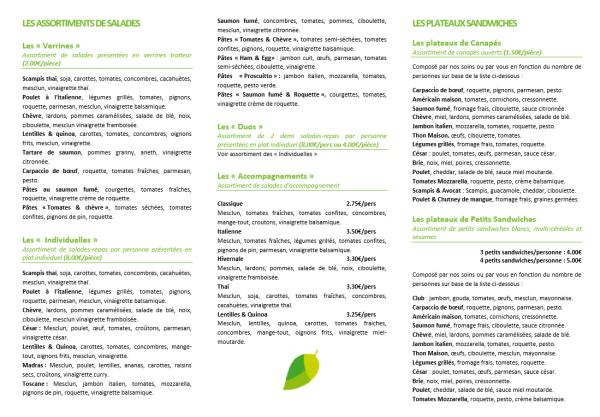 LES ASSORTIMENTS DE SALADES
Les « Verrines »
Assortiment de salades présentées en verrines traiteur
(2.00€/pièce)
Scampis thaï, soja, carottes, tomates, concombres, cacahuètes,
mesclun, vinaigrette thaï.
Poulet à l'italienne, légumes grillés, tomates, pignons,
roquette, parmesan, mesclun, vinaigrette balsamique.
Chèvre, lardons, pommes caramélisées, salade de blé, noix,
ciboulette, mesclun vinaigrette framboisée.
Lentilles & quinoa, carottes, tomates, concombres, oignons
frits, mesclun, vinaigrette.
Tartare de saumon, pommes granny, aneth, vinaigrette
citronnée.
Carpaccio de bœuf, roquette, tomates fraîches, parmesan,
pesto.
Pâtes au saumon fumé, courgettes, tomates fraîches,
roquette, vinaigrette crème de roquette.
Pâtes « Tomates & chèvre », tomates séchées, tomates
confites, pignons de pin, roquette.
Les « Individuelles »
Assortiment de salades-repas par personne présentées en
plat individuel (8.00€/pièce)
Scampis thaï, soja, carottes, tomates, concombres, cacahuètes,
mesclun, vinaigrette thaï.
Poulet à l'italienne, légumes grillés, tomates, pignons,
roquette, parmesan, mesclun, vinaigrette balsamique.
Chèvre, lardons, pommes caramélisées, salade de blé, noix,
ciboulette, mesclun vinaigrette framboisée.
César : Mesclun, poulet, œuf, tomates, croûtons, parmesan,
vinaigrette césar.
Lentilles & Quinoa, carottes, tomates, concombres, mange-
tout, oignons frits, mesclun, vinaigrette.
Madras : Mesclun, poulet, lentilles, ananas, carottes, raisins
secs, croûtons, vinaigrette curry.
Toscane : Mesclun, jambon italien, tomates, mozzarella,
pignons de pin, roquette, vinaigrette balsamique.
Saumon fumé, concombres, tomates, pommes, ciboulette,
mesclun, vinaigrette citronnée.
Pâtes « Tomates & Chèvre », tomates semi-séchées, tomates
confites, pignons, roquette, vinaigrette balsamique.
Pâtes « Ham & Egg» : jambon cuit, œufs, parmesan, tomates
semi-séchées, ciboulette, vinaigrette.
Pâtes « Proscuitto » : jambon italien, mozzarella, tomates,
roquette, pesto verde.
Pâtes « Saumon fumé & Roquette », courgettes, tomates,
vinaigrette crème de roquette.
Les « Duos »
Assortiment de 2 demi salades-repas par personne
présentées en plat individuel (8.00€/pers ou 4.00€/pièce)
Voir assortiment des « Individuelles »
Les « Accompagnements »
Assortiment de salades d'accompagnement
Classique 2.75€/pers
Mesclun, tomates fraîches, tomates confites, concombres,
mange-tout, croutons, vinaigrette balsamique.
Italienne 3.50€/pers
Mesclun, tomates fraîches, légumes grillés, tomates confites,
pignons de pin, parmesan, vinaigrette balsamique.
Hivernale 3.30€/pers
Mesclun, lardons, pommes, salade de blé, noix, ciboulette,
vinaigrette framboisée.
Thaï 3.30€/pers
Mesclun, soja, carottes, tomates fraîches, concombres,
cacahuètes, vinaigrette thaï.
Lentilles & Quinoa 3.25€/pers
Mesclun, lentilles, quinoa, carottes, tomates fraiches,
concombres, mange-tout, oignons frits, vinaigrette miel-
moutarde.
LES PLATEAUX SANDWICHES
Les plateaux de Canapés
Assortiment de canapés ouverts (1.50€/pièce)
Composé par nos soins ou par vous en fonction du nombre de
personnes sur base de la liste ci-dessous :
Carpaccio de bœuf, roquette, pignons, parmesan, pesto.
Américain maison, tomates, cornichons, cressonnette.
Saumon fumé, fromage frais, ciboulette, sauce citronnée.
Chèvre, miel, lardons, pommes caramélisées, salade de blé.
Jambon italien, mozzarella, tomates, roquette, pesto.
Thon Maison, œufs, ciboulette, tomates.
Légumes grillés, fromage frais, tomates, roquette.
César : poulet, tomates, œufs, parmesan, sauce césar.
Brie, noix, miel, poires, cressonnette.
Poulet, cheddar, salade de blé, sauce miel moutarde.
Tomates Mozzarella, roquette, pesto, crème balsamique.
Scampis & Avocat : Scampis, guacamole, cheddar, ciboulette.
Poulet & Chutney de mangue, fromage frais, graines germées.
Les plateaux de Petits Sandwiches
Assortiment de petits sandwiches blancs, multi-céréales et
sésames
3 petits sandwiches/personne : 4.00€
4 petits sandwiches/personne : 5.00€
Composé par nos soins ou par vous en fonction du nombre de
personnes sur base de la liste ci-dessous :
Club : jambon, gouda, tomates, œufs, mesclun, mayonnaise.
Carpaccio de bœuf, roquette, pignons, parmesan, pesto.
Américain maison, tomates, cornichons, cressonnette.
Saumon fumé, fromage frais, ciboulette, sauce citronnée.
Chèvre, miel, lardons, pommes caramélisées, salade de blé.
Jambon italien, mozzarella, tomates, roquette, pesto.
Thon Maison, œufs, ciboulette, mesclun, mayonnaise.
Légumes grillés, fromage frais, tomates, roquette.
César : poulet, tomates, œufs, parmesan, sauce césar.
Brie, noix, miel, poires, cressonnette.
Poulet, cheddar, salade de blé, sauce miel moutarde.
Tomates Mozzarella, roquette, pesto, crème balsamique.